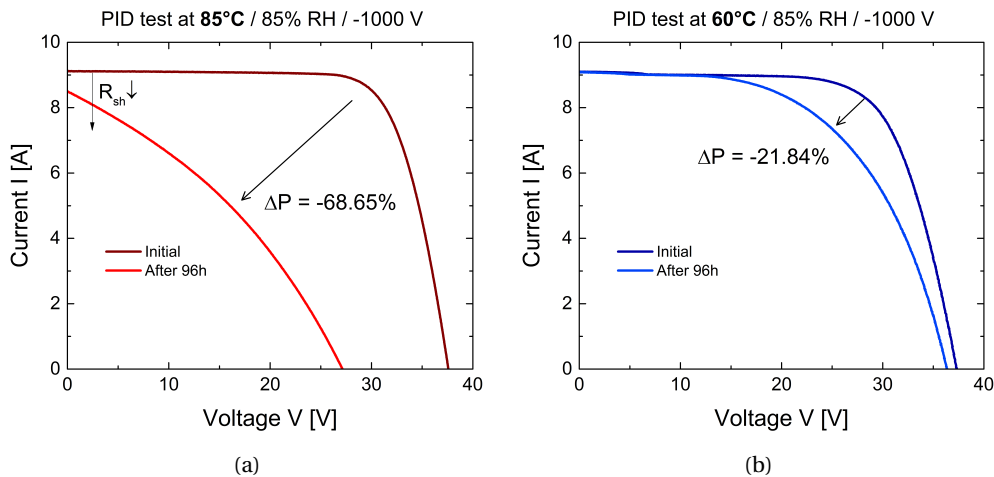 PID test at 85°C / 85% RH / -1000 V
10
8
6
4
2
0
Current I [A]
Rsh↓
ΔP = -68.65%
Initial
After 96h
0 10 20 30 40
Voltage V [V]
(a)
PID test at 60°C / 85% RH / -1000 V
10
8
6
4
2
0
Current I [A]
ΔP = -21.84%
Initial
After 96h
0 10 20 30 40
Voltage V [V]
(b)